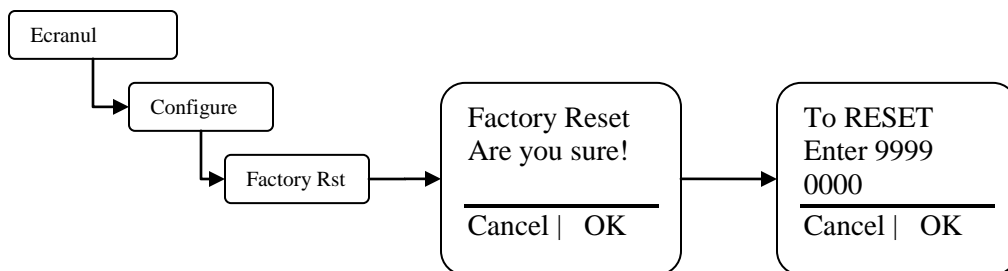 Ecranul
Configure
Factory Rst
Factory Reset
Are you sure!
Cancel | OK
To RESET
Enter 9999
0000
Cancel | OK